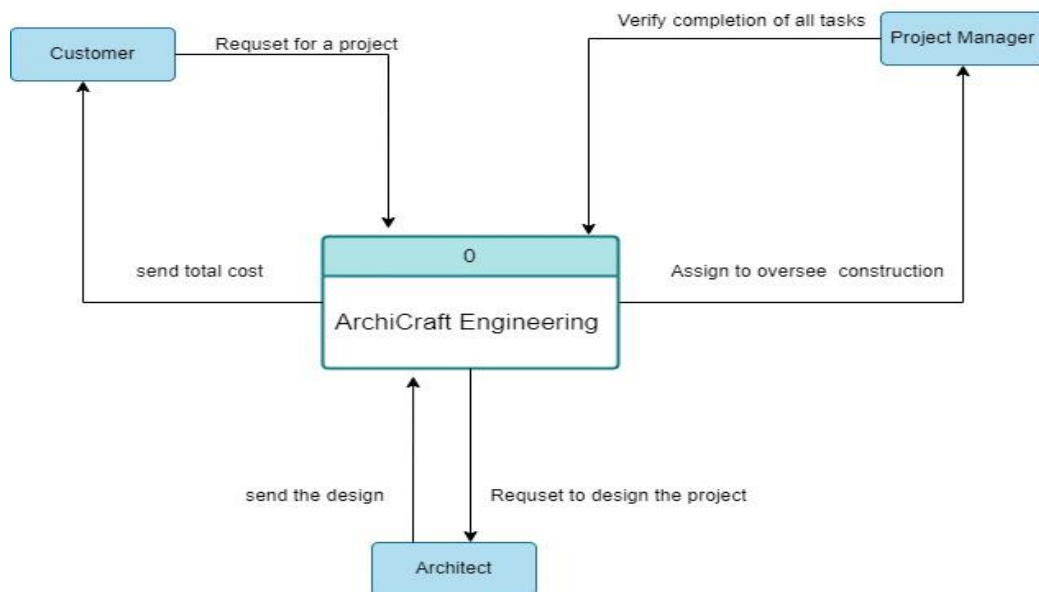 Verify completion of all tasks
Customer
Requset for a project
Project Manager
0
send total cost
Assign to oversee construction
ArchiCraft Engineering
send the design
Requset to design the project
Architect